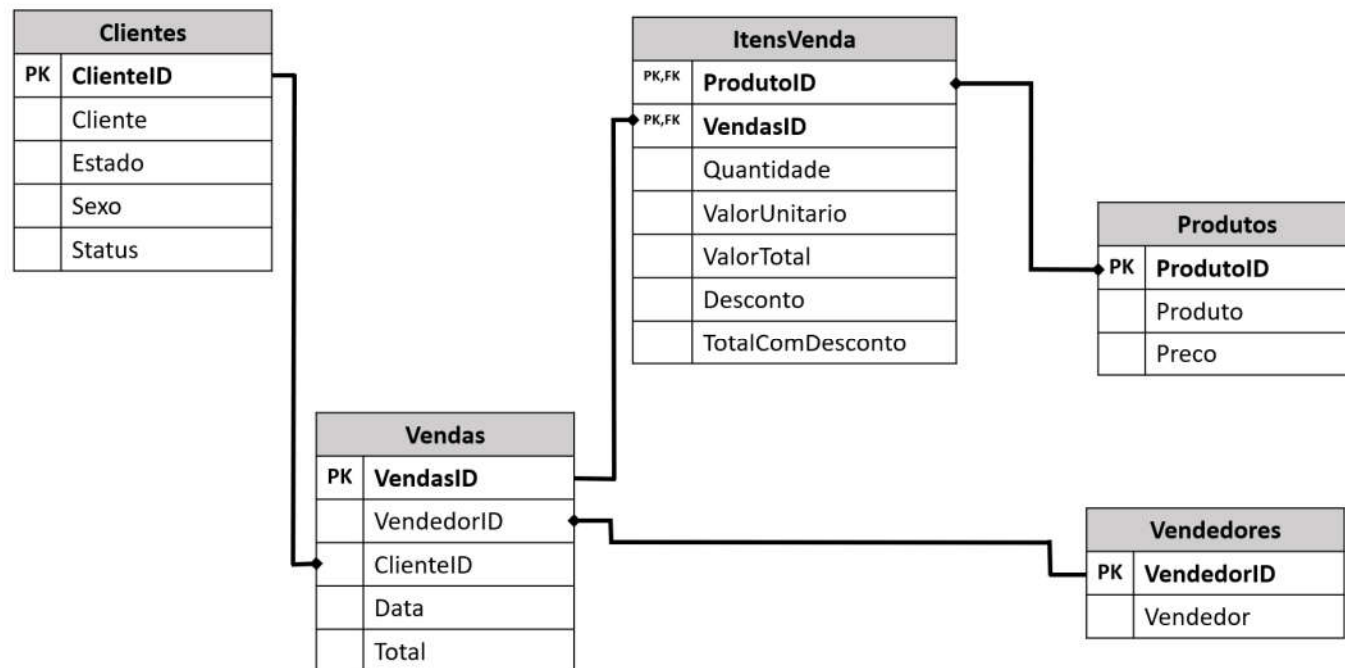 Clientes
PK ClienteID
Cliente
Estado
Sexo
Status
ItensVenda
PK,FK ProdutoID
PK,FK VendasID
Quantidade
ValorUnitario
ValorTotal
Desconto
TotalComDesconto
Produtos
PK ProdutoID
Produto
Preco
Vendas
PK VendasID
VendedorID
ClienteID
Data
Total
Vendedores
PK VendedorID
Vendedor